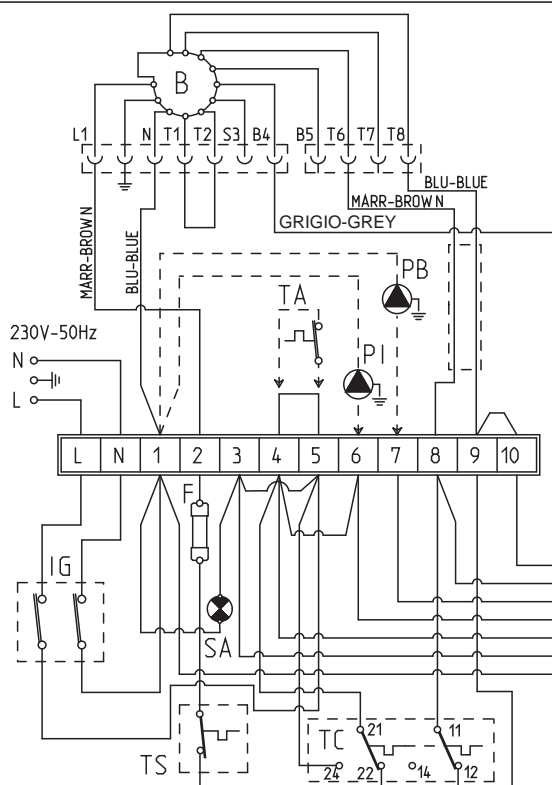 B
L1 N T1 T2 S3 B4 B5 T6 T7 T8
BLU-BLUE
MARR-BROWN
GRIGIO-GREY
MARR-BROWN
BLU-BLUE
PB
TA
PI
230V-50Hz
N
L
L N 1 2 3 4 5 6 7 8 9 10
F
IG
SA
TS
TC
21
11
24
22
14
12